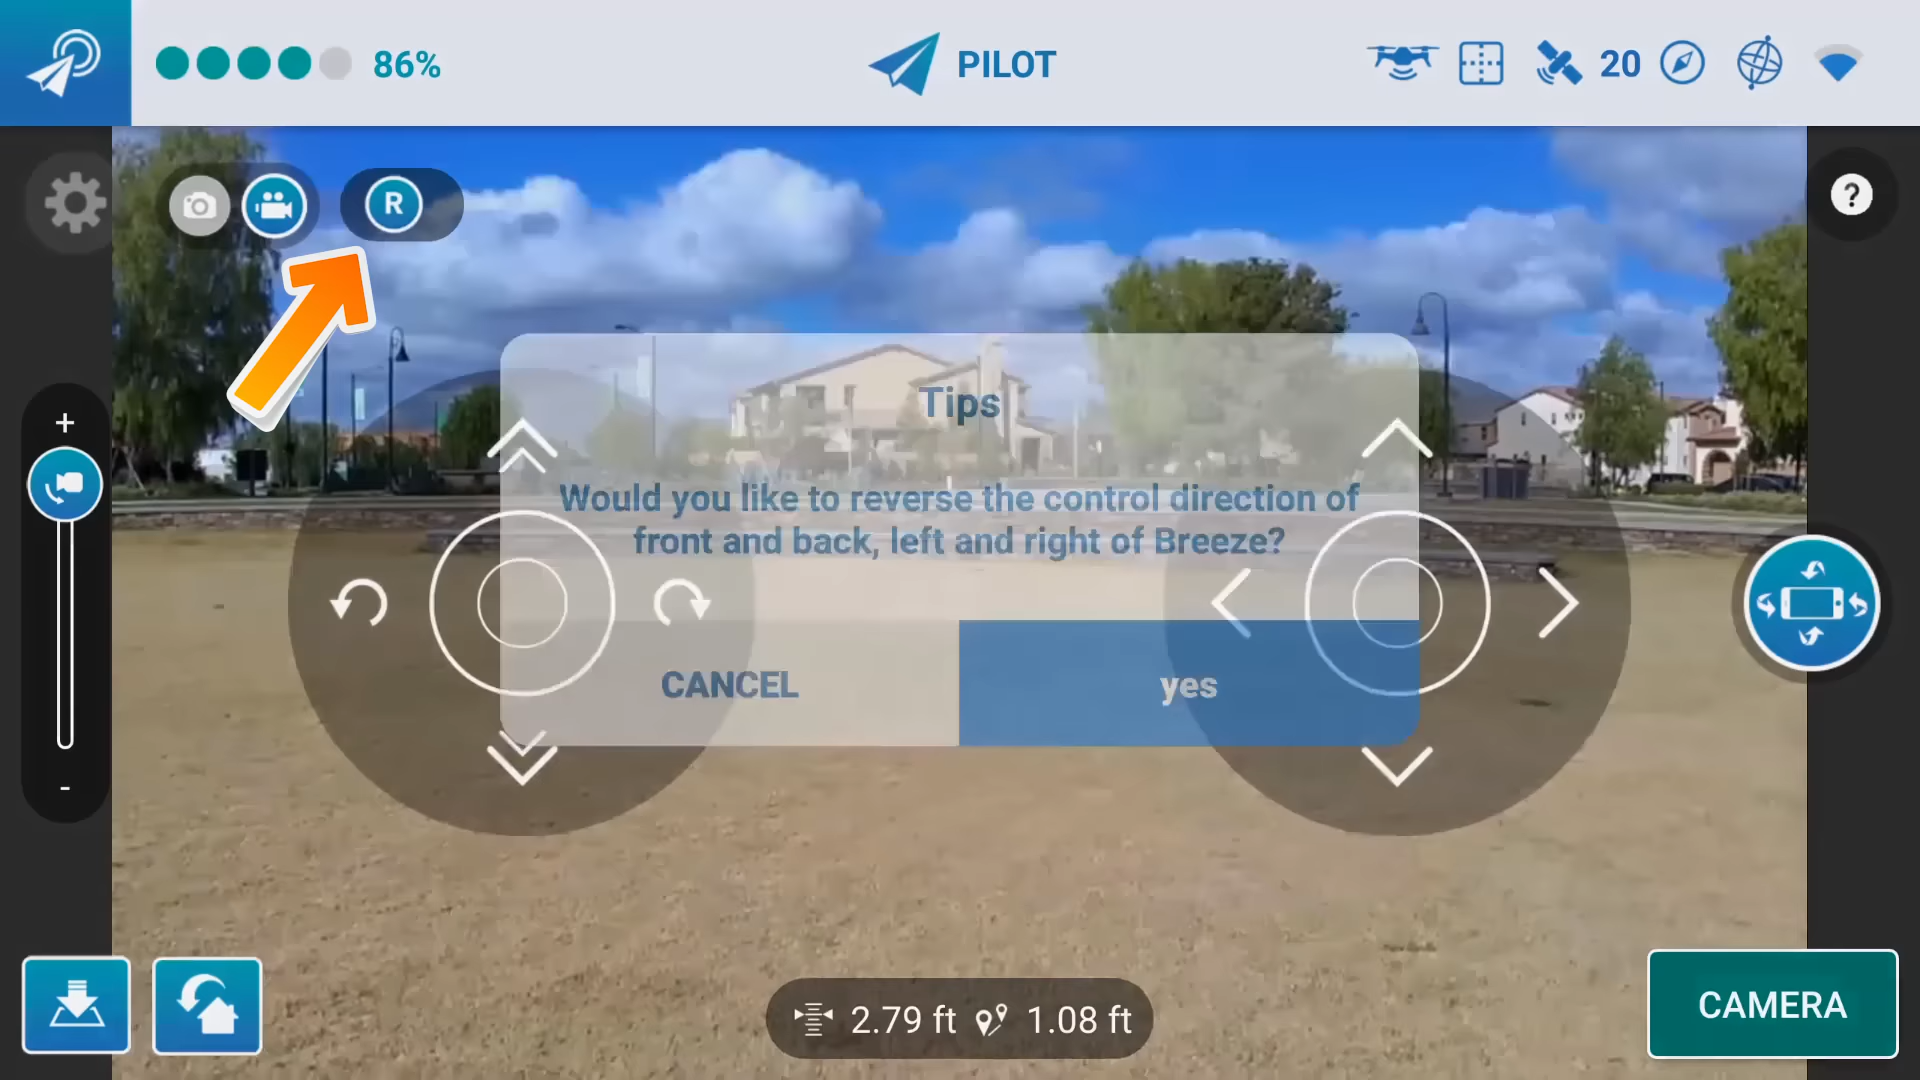 86%
PILOT
20
R
?
Tips
Would you like to reverse the control direction of
front and back, left and right of Breeze?
CANCEL
yes
+
-
2.79 ft 1.08 ft
CAMERA